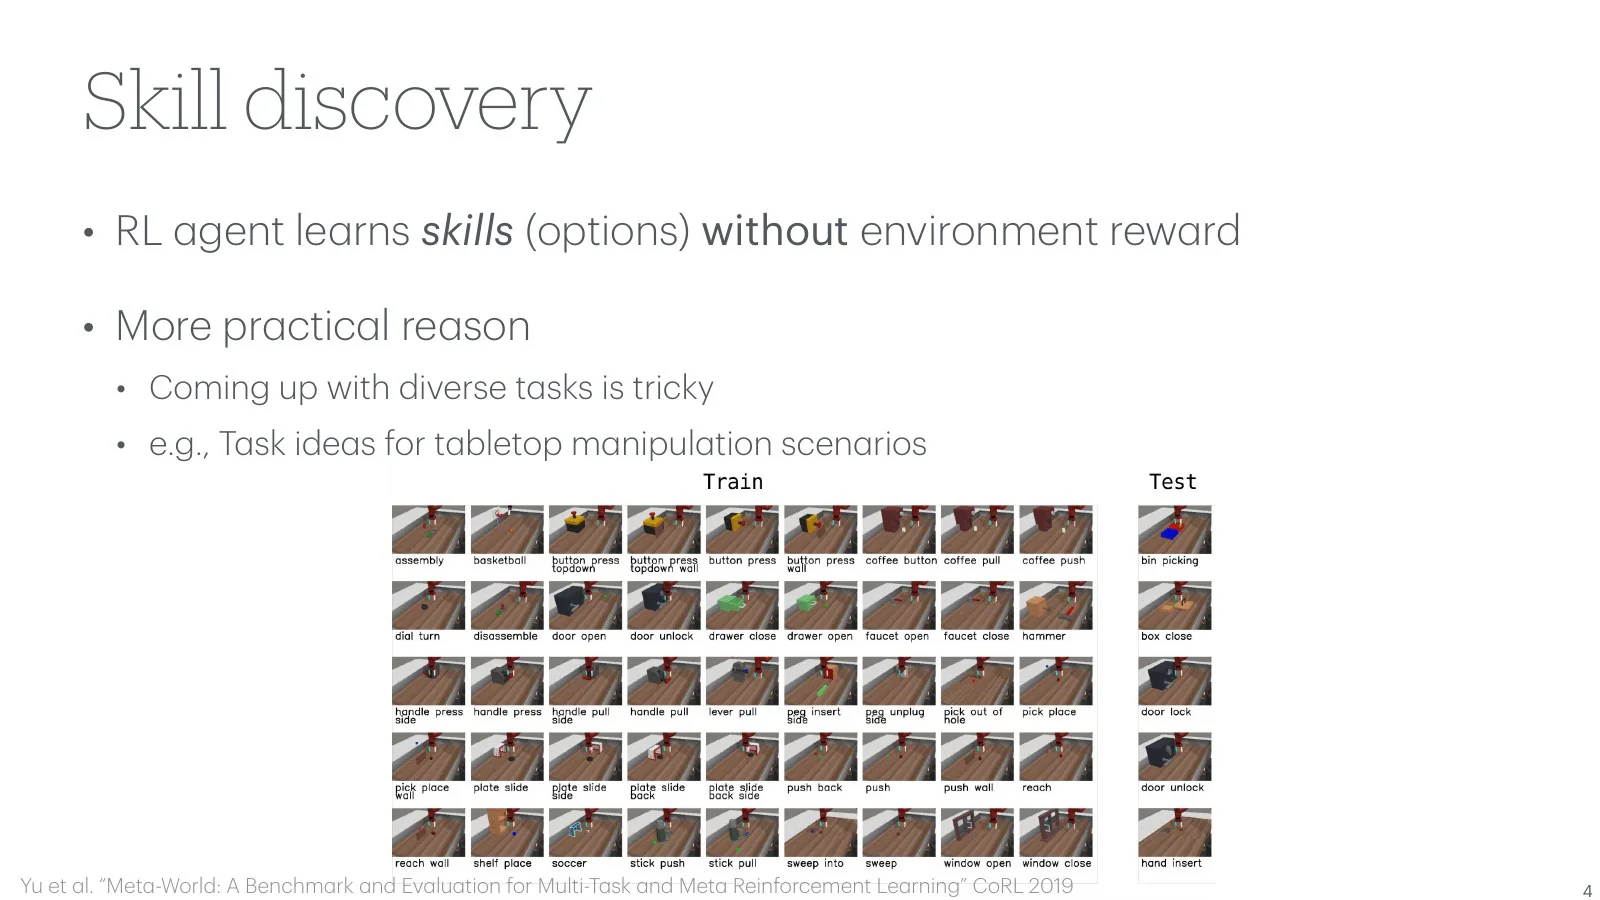 Skill discovery
• RL agent learns skills (options) without environment reward
• More practical reason
• Coming up with diverse tasks is tricky
• e.g., Task ideas for tabletop manipulation scenarios
Train Test
assembly basketball button press topdown button press topdown wall button press button press wall coffee button coffee pull coffee push bin picking
dial turn disassemble door open door unlock drawer close drawer open faucet open faucet close hammer box close
handle press side handle press handle pull side handle pull lever pull peg insert side peg unplug side pick out of hole pick place door lock
pick place wall plate slide plate slide side plate slide back plate slide back side push back push push wall reach door unlock
reach wall shelf place soccer stick push stick pull sweep into sweep window open window close hand insert
Yu et al. “Meta-World: A Benchmark and Evaluation for Multi-Task and Meta Reinforcement Learning” CoRL 2019
4